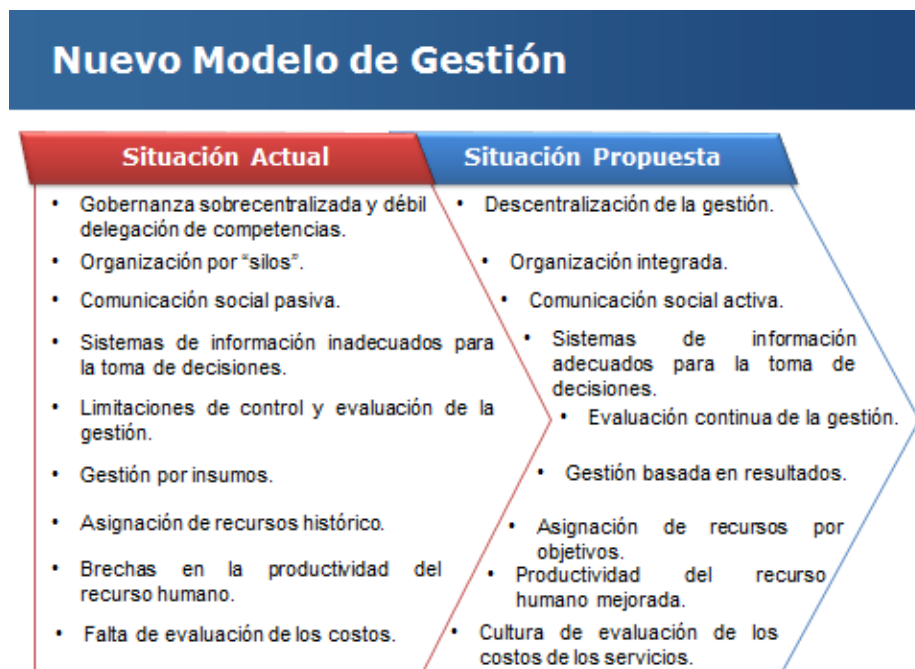 Nuevo Modelo de Gestión
Situación Actual
• Gobernanza sobrecentralizada y débil
delegación de competencias.
• Organización por “silos”.
• Comunicación social pasiva.
• Sistemas de información inadecuados para
la toma de decisiones.
• Limitaciones de control y evaluación de la
gestión.
• Gestión por insumos.
• Asignación de recursos histórico.
• Brechas en la productividad del
recurso humano.
• Falta de evaluación de los costos.
Situación Propuesta
• Descentralización de la gestión.
• Organización integrada.
• Comunicación social activa.
• Sistemas de información
adecuados para la toma de
decisiones.
• Evaluación continua de la gestión.
• Gestión basada en resultados.
• Asignación de recursos por
objetivos.
• Productividad del recurso
humano mejorada.
• Cultura de evaluación de los
costos de los servicios.